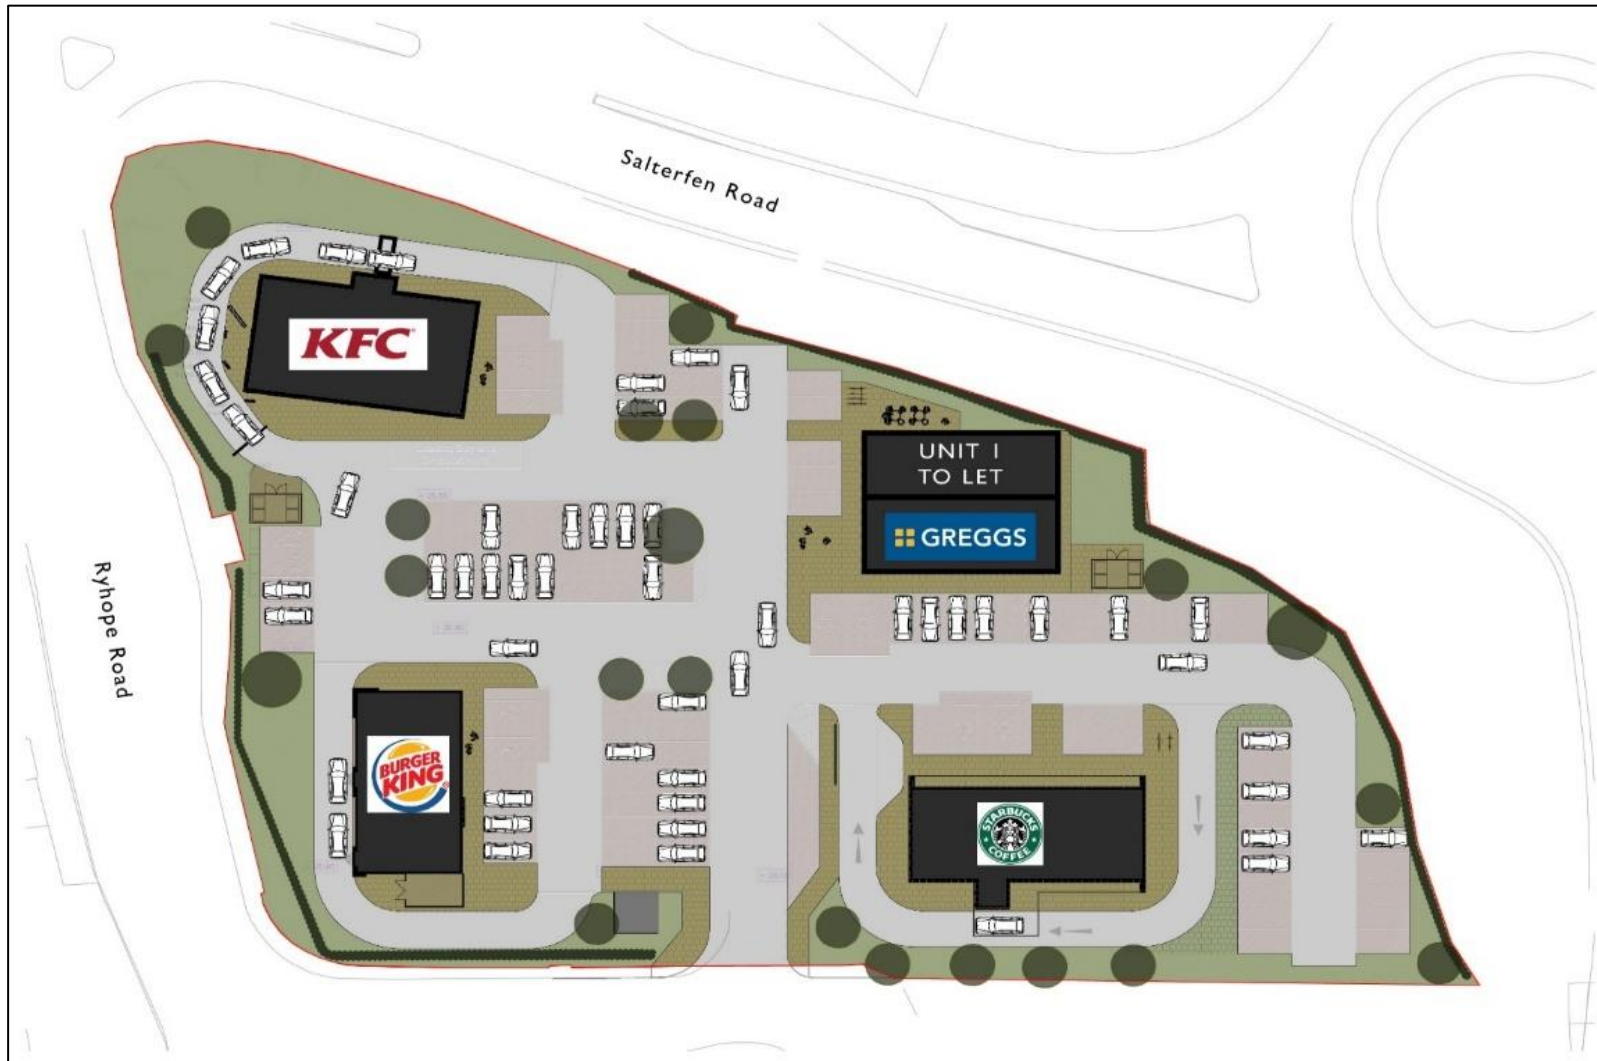 Salterfen Road
KFC
UNIT 1
TO LET
GREGGS
Ryhope Road
BURGER
KING
STARBUCKS
COFFEE